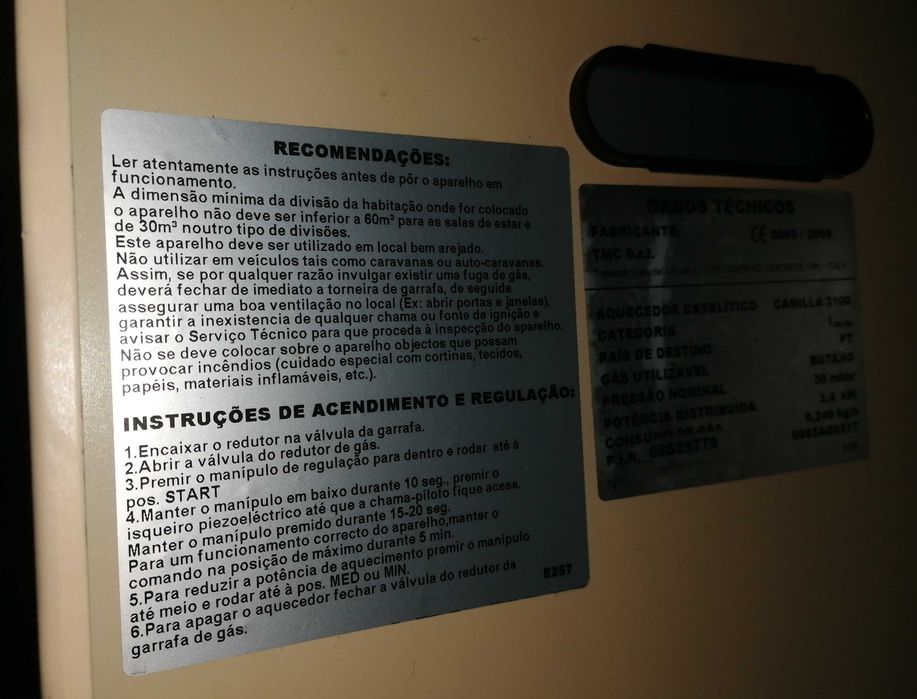 RECOMENDAÇÕES:
Ler atentamente as instruções antes de pôr o aparelho em
funcionamento.
A dimensão mínima da divisão da habitação onde for colocado
o aparelho não deve ser inferior a 60m³ para as salas de estar e
de 30m³ noutro tipo de divisões.
Este aparelho deve ser utilizado em local bem arejado.
Não utilizar em veículos tais como caravanas ou auto-caravanas.
Assim, se por qualquer razão invulgar existir uma fuga de gás,
deverá fechar de imediato a torneira de garrafa, de seguida
assegurar uma boa ventilação no local (Ex: abrir portas e janelas),
garantir a inexistencia de qualquer chama ou fonte de ignição e
avisar o Serviço Técnico para que proceda à inspecção do aparelho.
Não se deve colocar sobre o aparelho objectos que possam
provocar incêndios (cuidado especial com cortinas, tecidos,
papéis, materiais inflamáveis, etc.).
INSTRUÇÕES DE ACENDIMENTO E REGULAÇÃO:
1.Encaixar o redutor na válvula da garrafa.
2.Abrir a válvula do redutor de gás.
3.Premir o manípulo de regulação para dentro e rodar até à
pos. START
4.Manter o manípulo em baixo durante 10 seg., premir o
isqueiro piezoeléctrico até que a chama-piloto fique acesa.
Manter o manípulo premido durante 15-20 seg.
Para um funcionamento correcto do aparelho,manter o
comando na posição de máximo durante 5 min.
5.Para reduzir a potência de aquecimento premir o manipulo
até meio e rodar até à pos. MED ou MIN.
6.Para apagar o aquecedor fechar a válvula do redutor da
garrafa de gás.
E257
DADOS TÉCNICOS
FABRICANTE: CE
TMC S.r.l.
AQUECEDOR CATALÍTICO CAMILLA 3100
CATEGORIA
PAÍS DE DESTINO PT
GÁS UTILIZÁVEL BUTANO
PRESSÃO NOMINAL 30 mbar
POTÊNCIA DISTRIBUÍDA 3,4 kW
CONSUMO DE GÁS 0,240 kg/h
P.I.N. 06529779